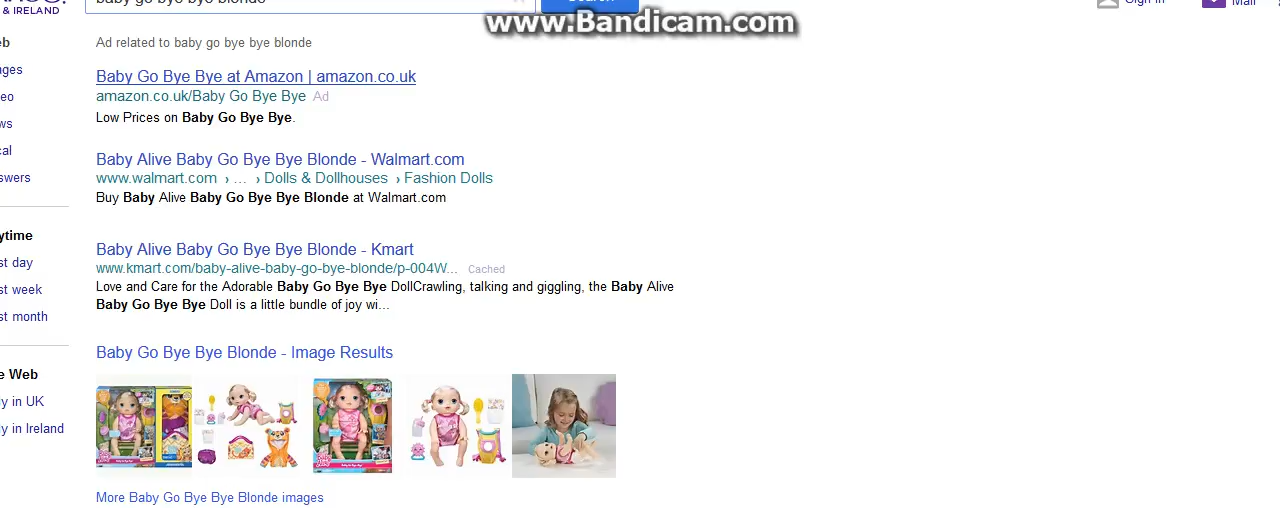 & IRELAND
baby go bye bye blonde
Search
www.Bandicam.com
Sign In
Mail
Ad related to baby go bye bye blonde
Baby Go Bye Bye at Amazon | amazon.co.uk
amazon.co.uk/Baby Go Bye Bye Ad
Low Prices on Baby Go Bye Bye.
Baby Alive Baby Go Bye Bye Blonde - Walmart.com
www.walmart.com › ... › Dolls & Dollhouses › Fashion Dolls
Buy Baby Alive Baby Go Bye Bye Blonde at Walmart.com
ytime
st day
Baby Alive Baby Go Bye Bye Blonde - Kmart
www.kmart.com/baby-alive-baby-go-bye-blonde/p-004W... Cached
Love and Care for the Adorable Baby Go Bye Bye DollCrawling, talking and giggling, the Baby Alive
Baby Go Bye Bye Doll is a little bundle of joy wi...
st week
st month
Baby Go Bye Bye Blonde - Image Results
e Web
y in UK
y in Ireland
More Baby Go Bye Bye Blonde images